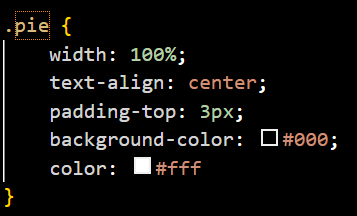 .pie {
width: 100%;
text-align: center;
padding-top: 3px;
background-color: #000;
color: #fff
}